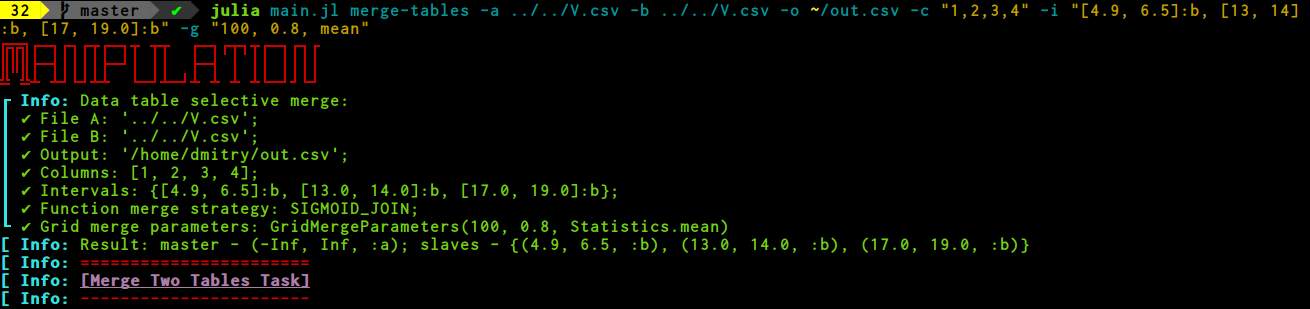 32 master ✔ julia main.jl merge-tables -a ../../V.csv -b ../../V.csv -o ~/out.csv -c "1,2,3,4" -i "[4.9, 6.5]:b, [13, 14]
:b, [17, 19.0]:b" -g "100, 0.8, mean"
MANIPULATION
┌ Info: Data table selective merge:
│ ✔ File A: '../../V.csv';
│ ✔ File B: '../../V.csv';
│ ✔ Output: '/home/dmitry/out.csv';
│ ✔ Columns: [1, 2, 3, 4];
│ ✔ Intervals: {[4.9, 6.5]:b, [13.0, 14.0]:b, [17.0, 19.0]:b};
│ ✔ Function merge strategy: SIGMOID_JOIN;
└ ✔ Grid merge parameters: GridMergeParameters(100, 0.8, Statistics.mean)
[ Info: Result: master - (-Inf, Inf, :a); slaves - {(4.9, 6.5, :b), (13.0, 14.0, :b), (17.0, 19.0, :b)}
[ Info: =======================
[ Info: [Merge Two Tables Task]
[ Info: -----------------------